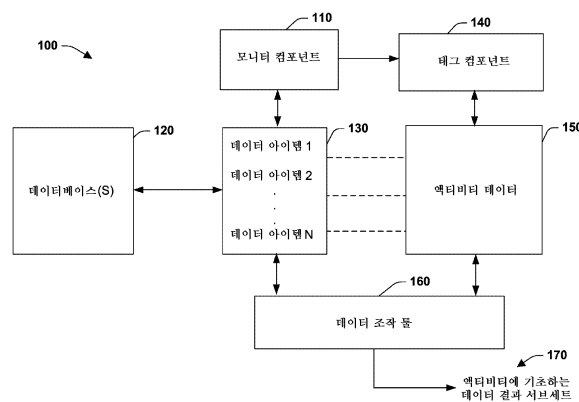 100
110
모니터 컴포넌트
140
태그 컴포넌트
120
데이터베이스(S)
130
데이터 아이템 1
데이터 아이템 2
데이터 아이템 N
150
액티비티 데이터
160
데이터 조작 툴
170
액티비티에 기초하는
데이터 결과 서브세트